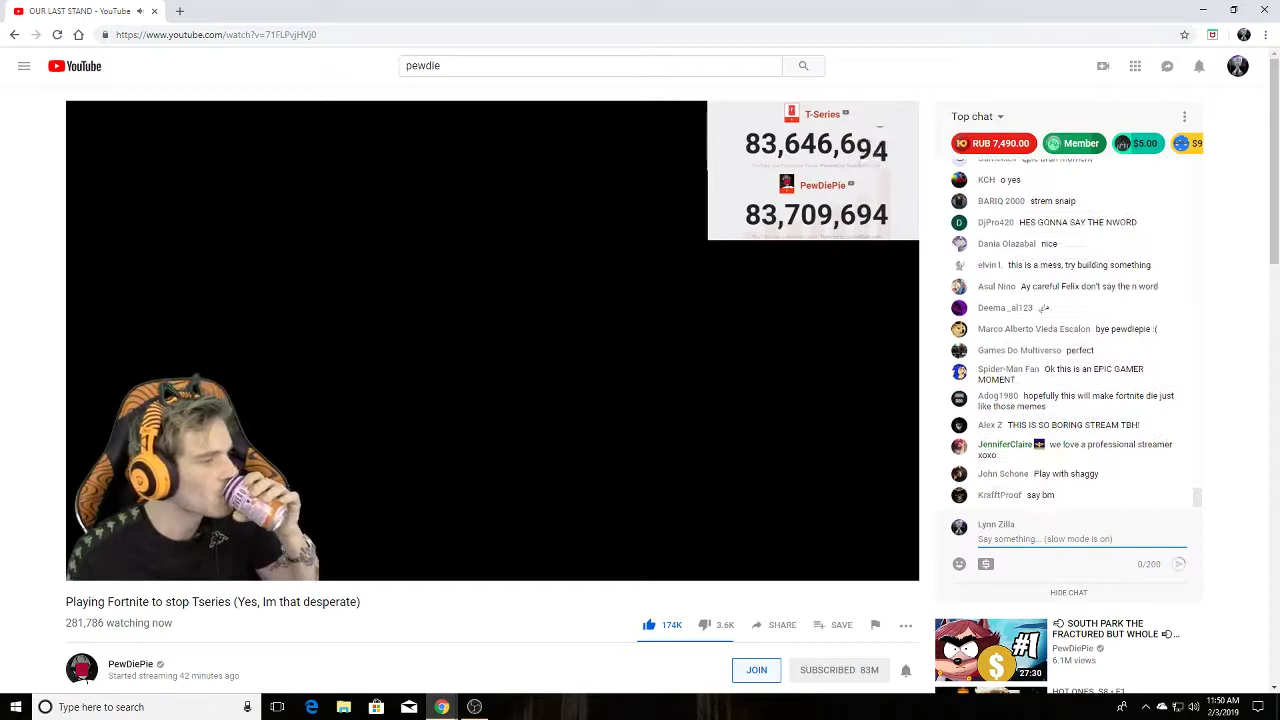 OUR LAST STAND - YouTube
https://www.youtube.com/watch?v=71FLPvjHVj0
YouTube
pewdie
T-Series
83,646,694
PewDiePie
83,709,694
Top chat
RUB 7,490.00
Member
$5.00
$9
KCH o yes
BARIQ 2000 strem snaip
D
DjPro420 HES GONNA SAY THE NWORD
Dania Olazabal nice
elvin l. this is a mess, try building something
Asul Nino Ay careful Felix don't say the n word
Deema _al123
Marco Alberto Vieda Escalon bye pewdiepie :(
Games Do Multiverso perfect
Spider-Man Fan Ok this is an EPIC GAMER
MOMENT
Adog1980 hopefully this will make fortnite die just
like those memes
Alex Z THIS IS SO BORING STREAM TBH!
JenniferClaire we love a professional streamer
xoxo
John Schone Play with shaggy
KrafftProof say bm
Lynn Zilla
Say something... (slow mode is on)
0/200
HIDE CHAT
Playing Fortnite to stop Tseries (Yes, Im that desperate)
281,786 watching now
174K
3.6K
SHARE
SAVE
PewDiePie
Started streaming 42 minutes ago
JOIN
SUBSCRIBED 83M
#1
$
27:30
SOUTH PARK THE
FRACTURED BUT WHOLE
PewDiePie
6.1M views
HOT ONES, S8 • E1
Type here to search
11:50 AM
2/3/2019